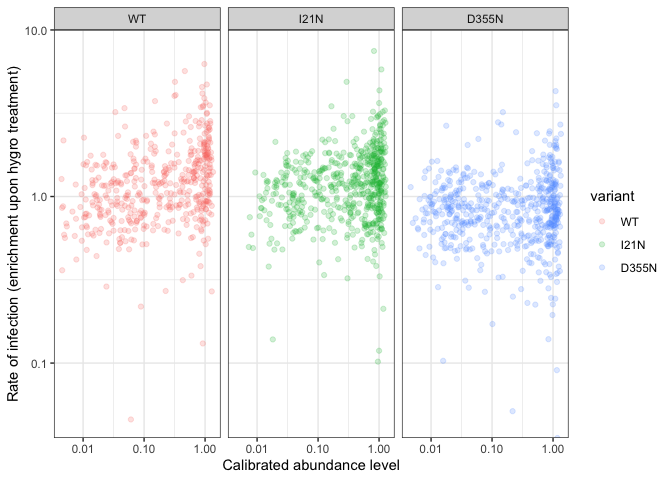 WT
I21N
D355N
Rate of infection (enrichment upon hygro treatment)
10.0
1.0
0.1
0.01
0.10
1.00
0.01
0.10
1.00
0.01
0.10
1.00
Calibrated abundance level
variant
WT
I21N
D355N